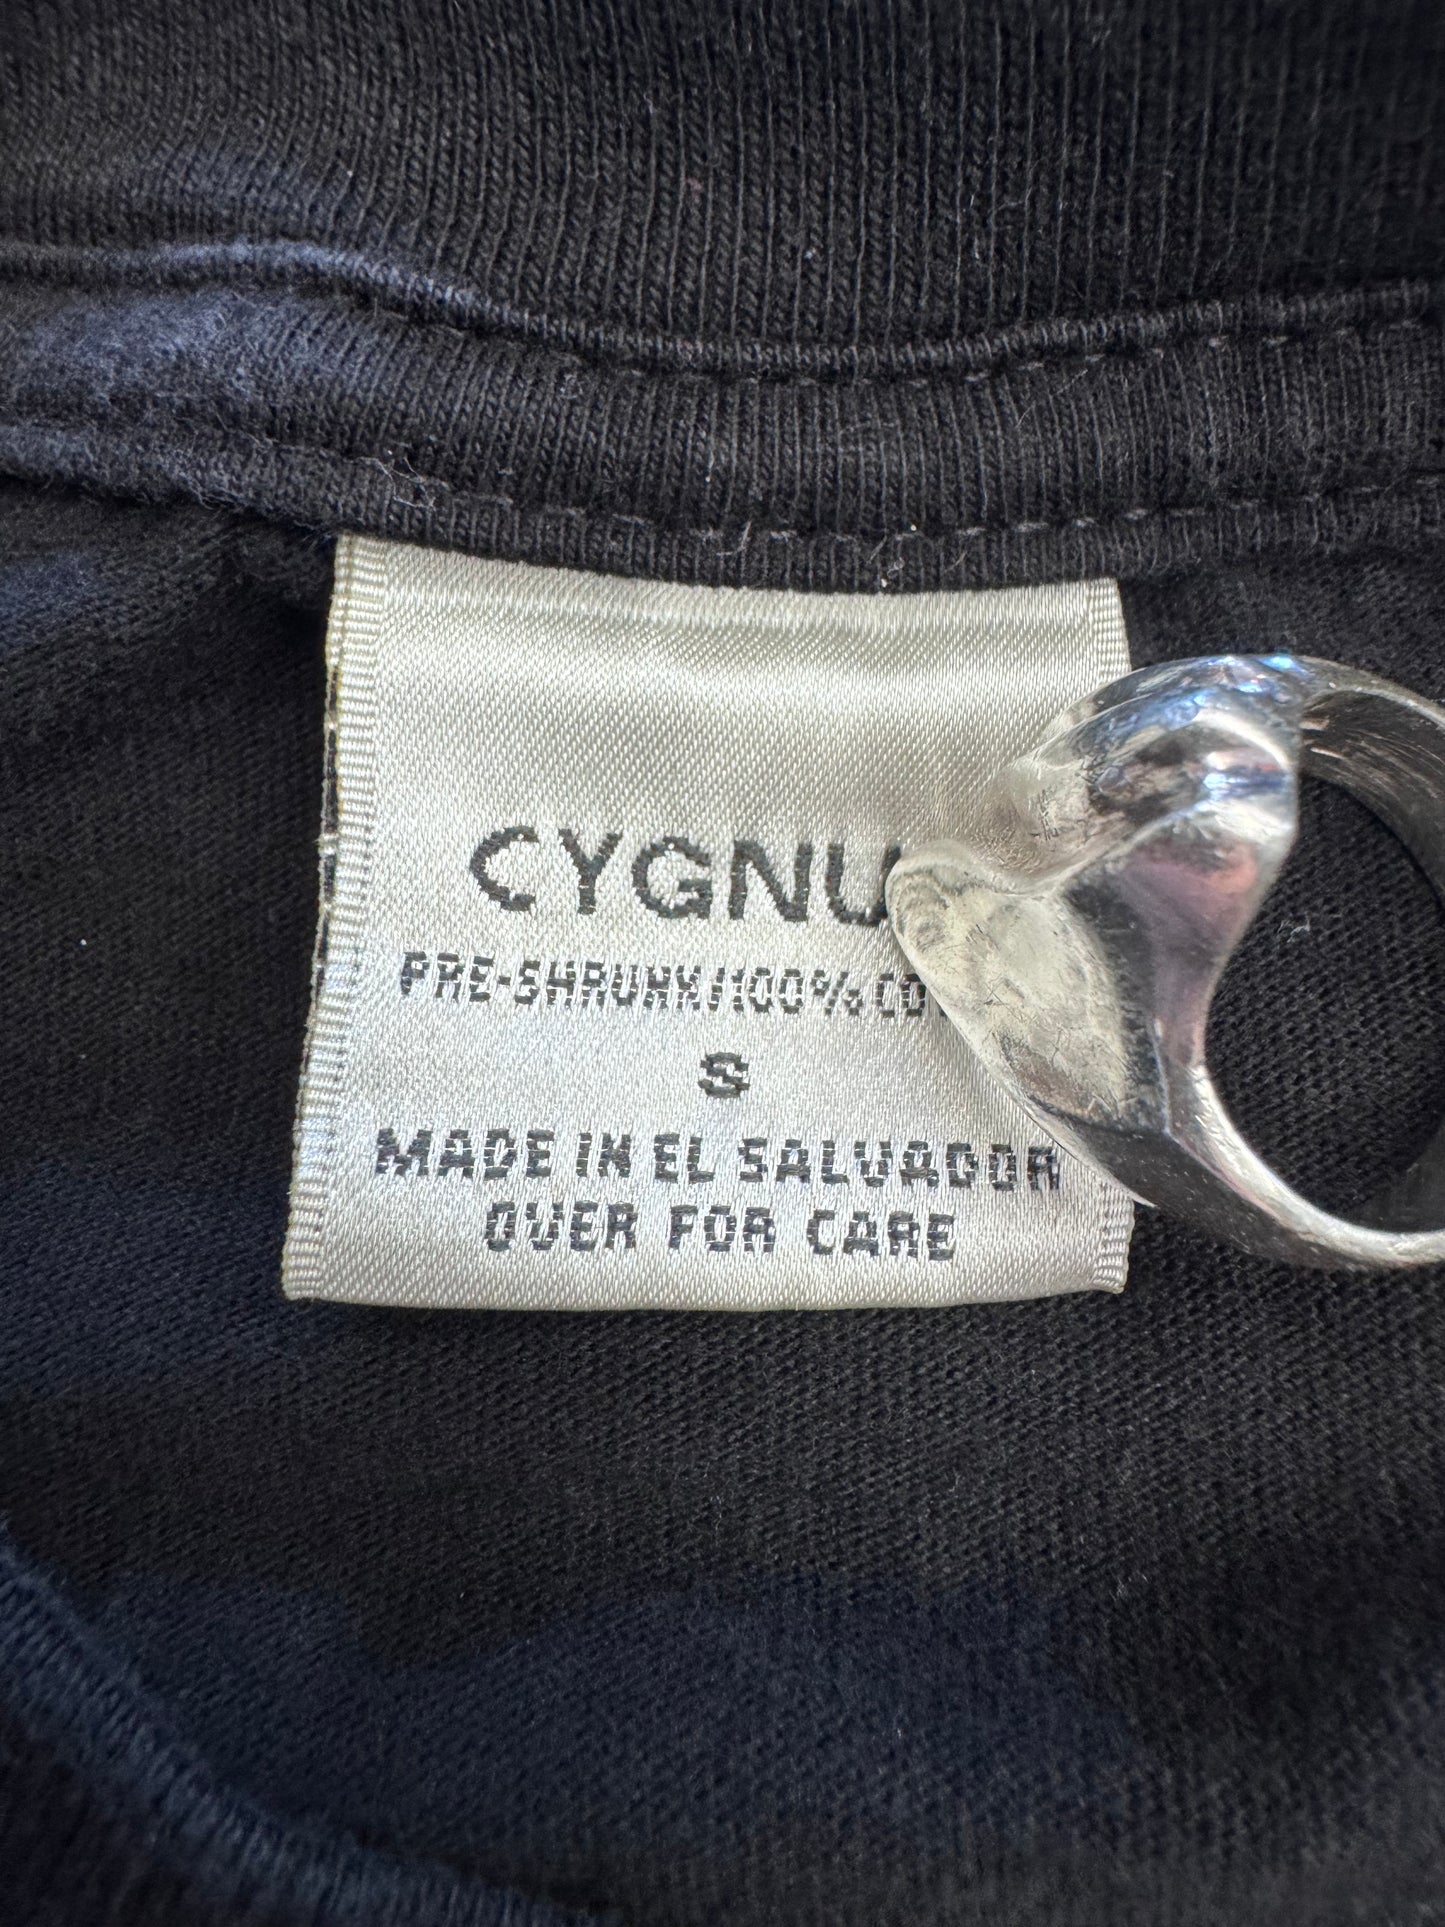 CYGNU
PRE-SHRUNK/100% CO
S
MADE IN EL SALVADOR
OVER FOR CARE